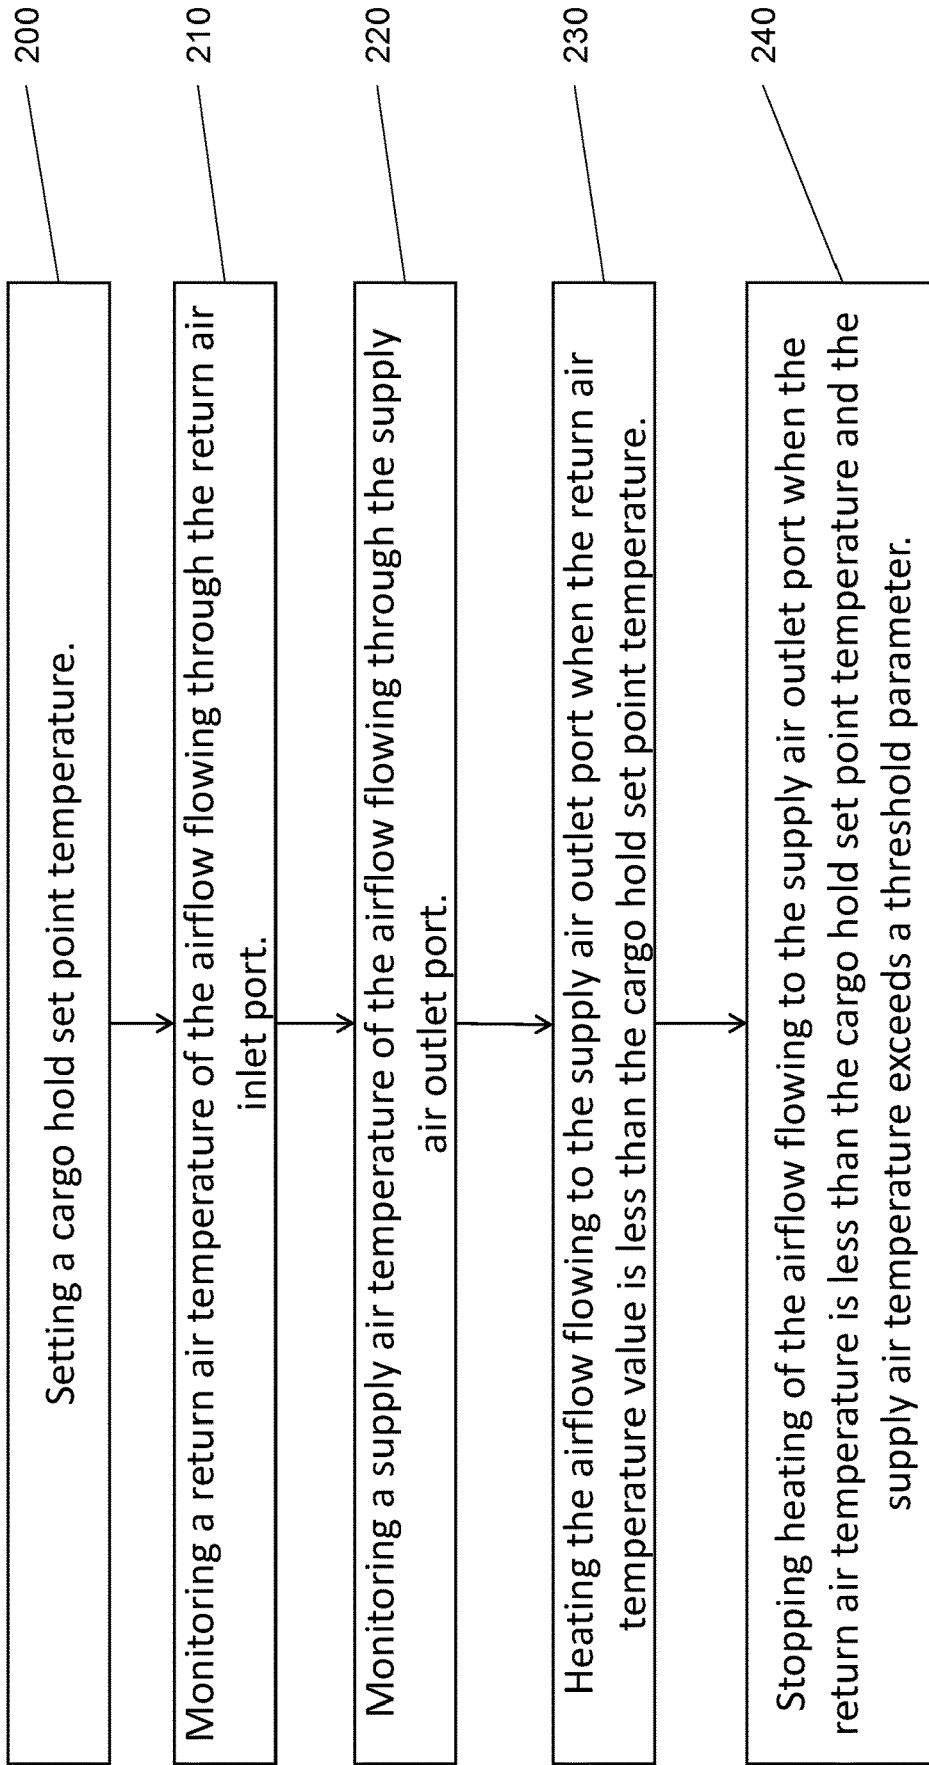 Setting a cargo hold set point temperature.
200
Monitoring a return air temperature of the airflow flowing through the return air
inlet port.
210
Monitoring a supply air temperature of the airflow flowing through the supply
air outlet port.
220
Heating the airflow flowing to the supply air outlet port when the return air
temperature value is less than the cargo hold set point temperature.
230
Stopping heating of the airflow flowing to the supply air outlet port when the
return air temperature is less than the cargo hold set point temperature and the
supply air temperature exceeds a threshold parameter.
240